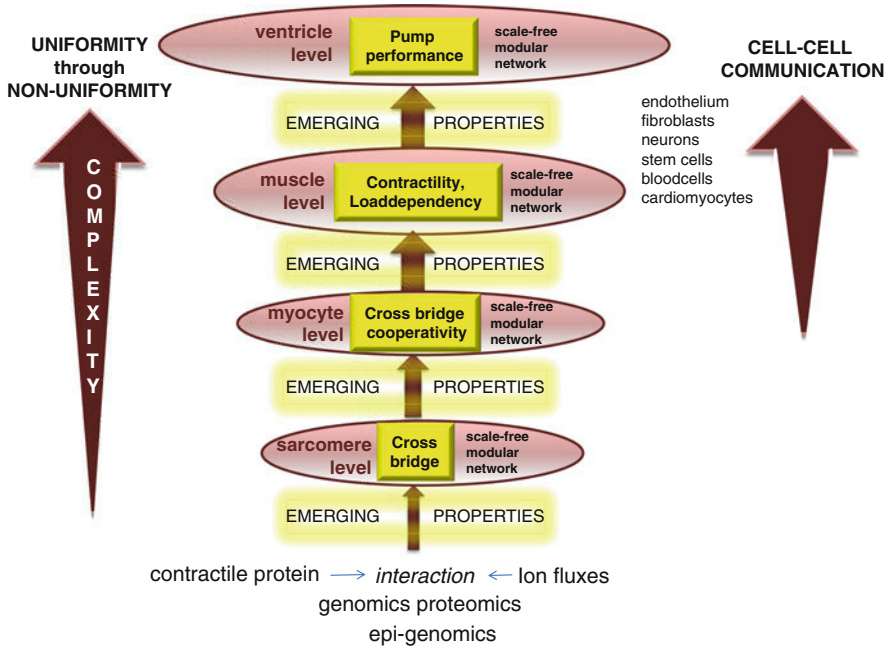 UNIFORMITY
through
NON-UNIFORMITY
COMPLEXITY
ventricle
level
Pump
performance
scale-free
modular
network
EMERGING PROPERTIES
muscle
level
Contractility,
Loaddependency
scale-free
modular
network
EMERGING PROPERTIES
myocyte
level
Cross bridge
cooperativity
scale-free
modular
network
EMERGING PROPERTIES
sarcomere
level
Cross
bridge
scale-free
modular
network
EMERGING PROPERTIES
contractile protein interaction Ion fluxes
genomics proteomics
epi-genomics
CELL-CELL
COMMUNICATION
endothelium
fibroblasts
neurons
stem cells
bloodcells
cardiomyocytes